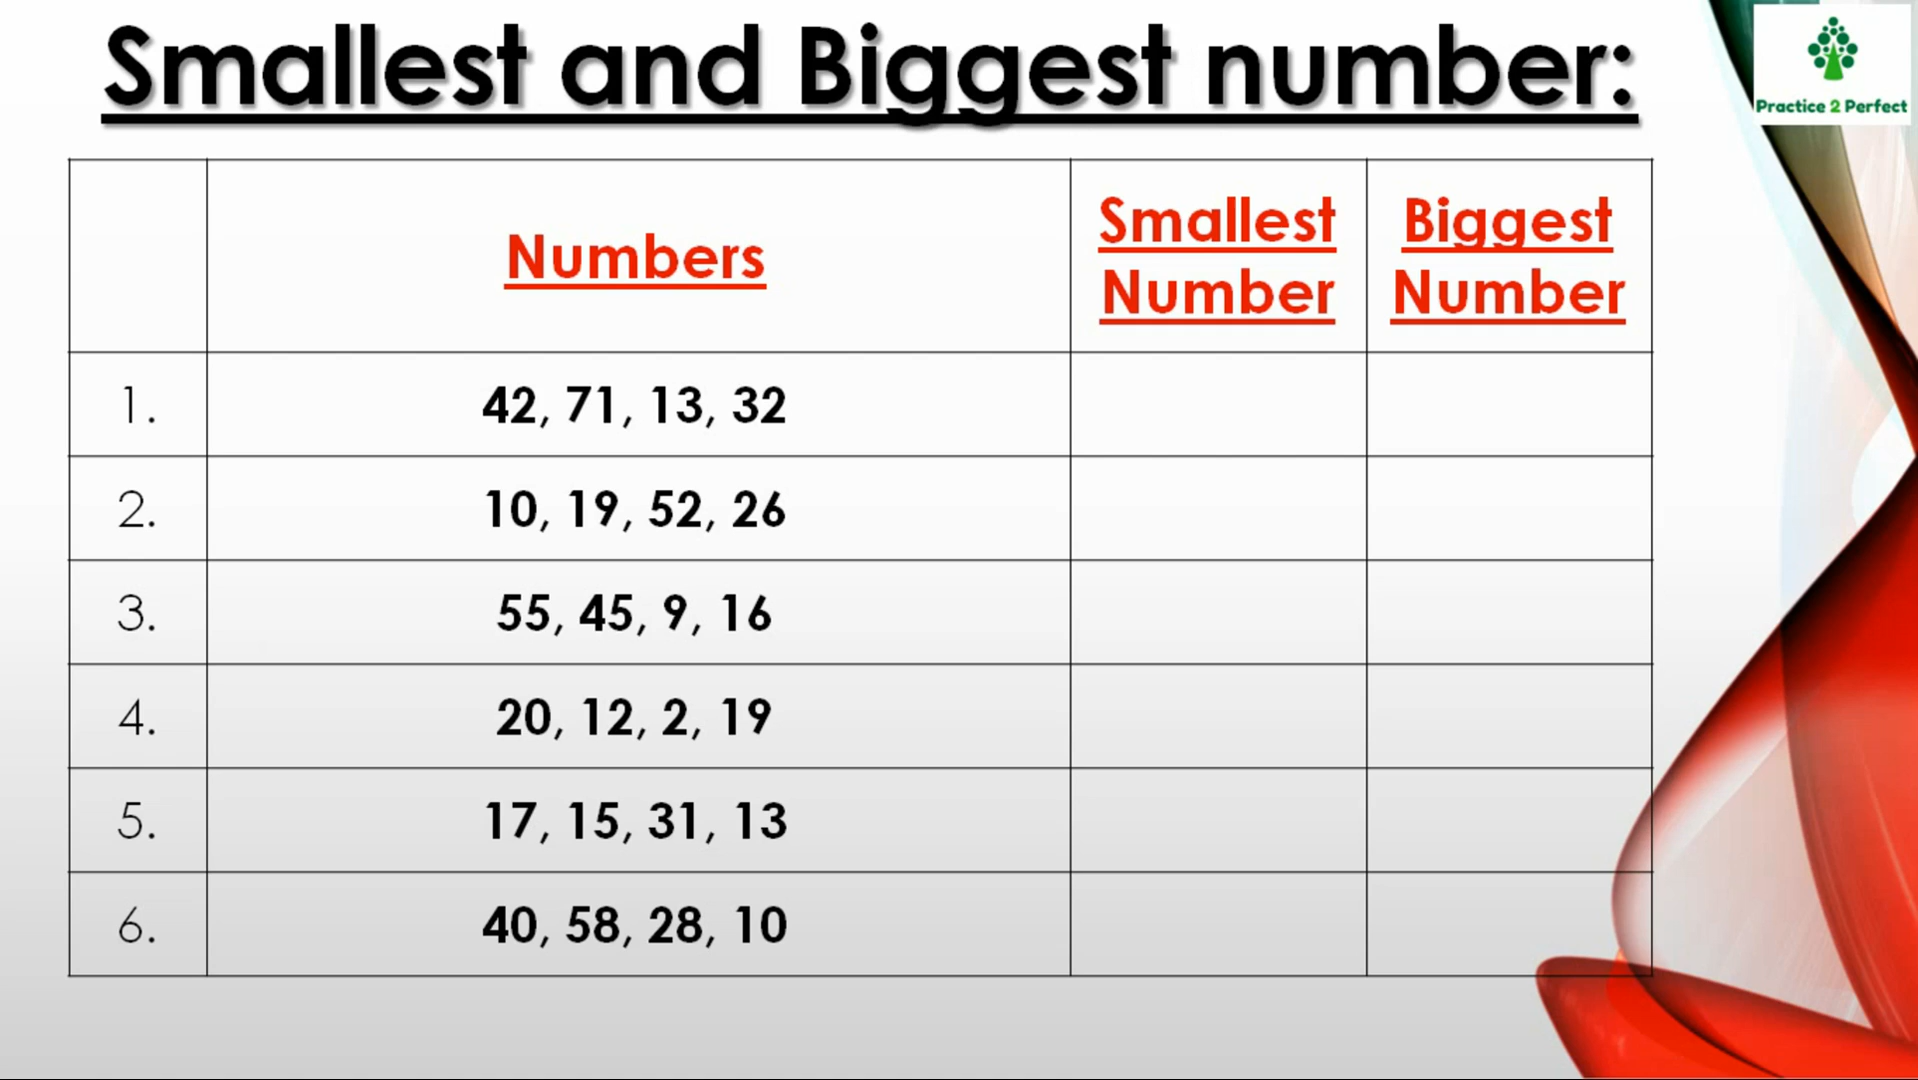 Smallest and Biggest number:
Practice 2 Perfect
Numbers
Smallest
Number
Biggest
Number
1.
42, 71, 13, 32
2.
10, 19, 52, 26
3.
55, 45, 9, 16
4.
20, 12, 2, 19
5.
17, 15, 31, 13
6.
40, 58, 28, 10